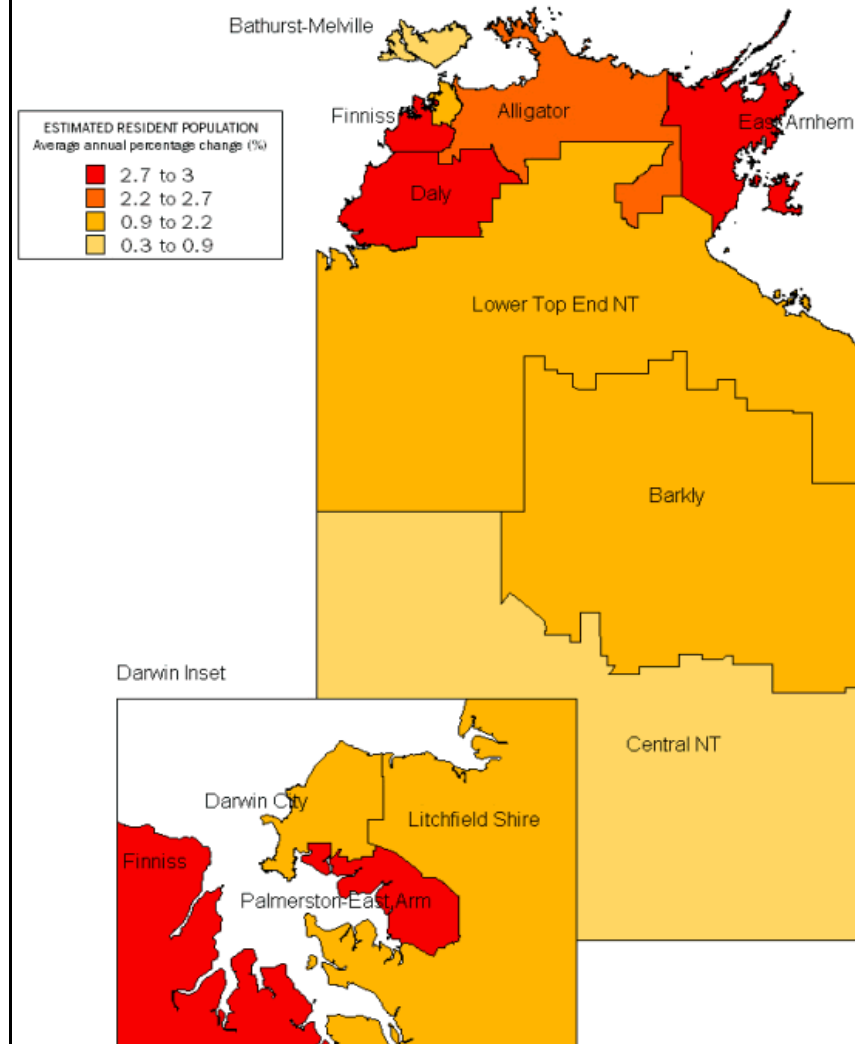 Bathurst-Melville
ESTIMATED RESIDENT POPULATION
Average annual percentage change (%)
2.7 to 3
2.2 to 2.7
0.9 to 2.2
0.3 to 0.9
Finniss
Alligator
East Arnhem
Daly
Lower Top End NT
Barkly
Darwin Inset
Central NT
Darwin City
Litchfield Shire
Finniss
Palmerston-East Arm